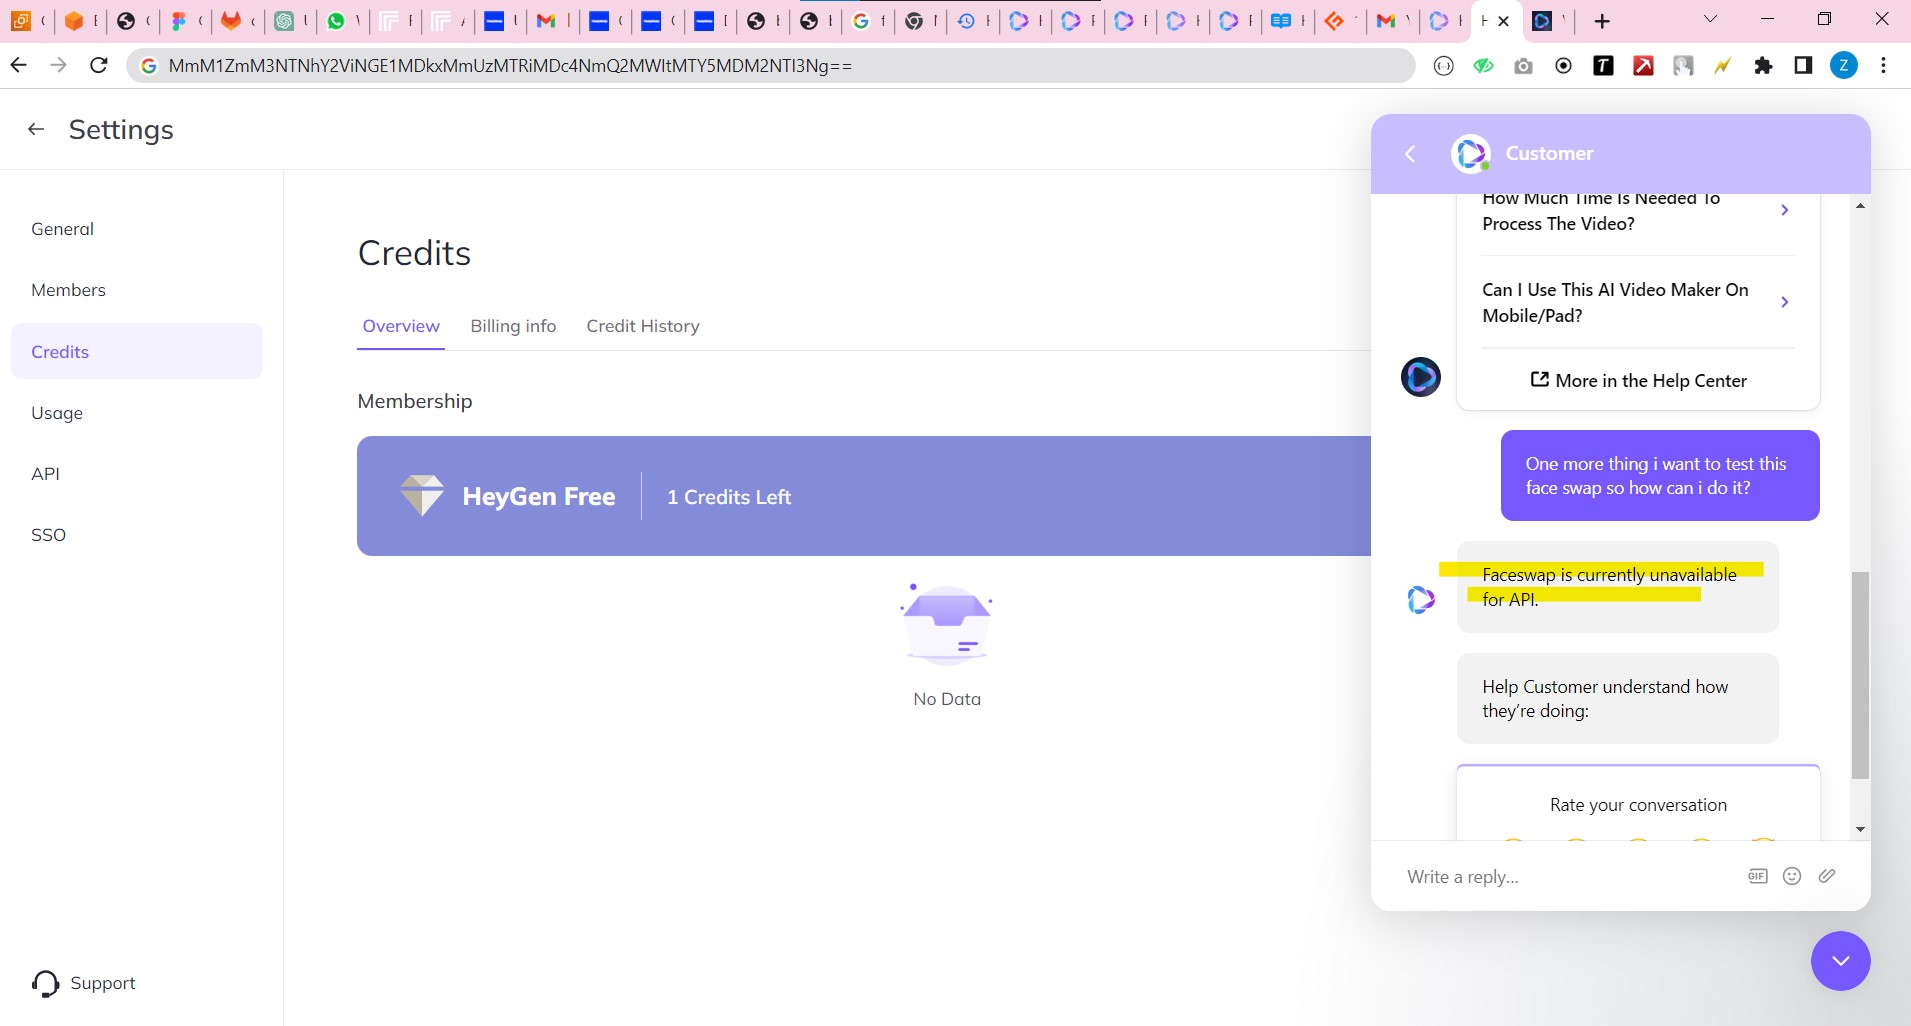 MmM1ZmM3NTNhY2ViNGE1MDkxMmUzMTRiMDc4NmQ2MWItMTY5MDM2NTI3Ng==
Z
Settings
General
Members
Credits
Usage
API
SSO
Support
Credits
Overview
Billing info
Credit History
Membership
HeyGen Free
1 Credits Left
No Data
Customer
How Much Time Is Needed To
Process The Video?
Can I Use This AI Video Maker On
Mobile/Pad?
More in the Help Center
One more thing i want to test this
face swap so how can i do it?
Faceswap is currently unavailable
for API.
Help Customer understand how
they’re doing:
Rate your conversation
Write a reply...
GIF